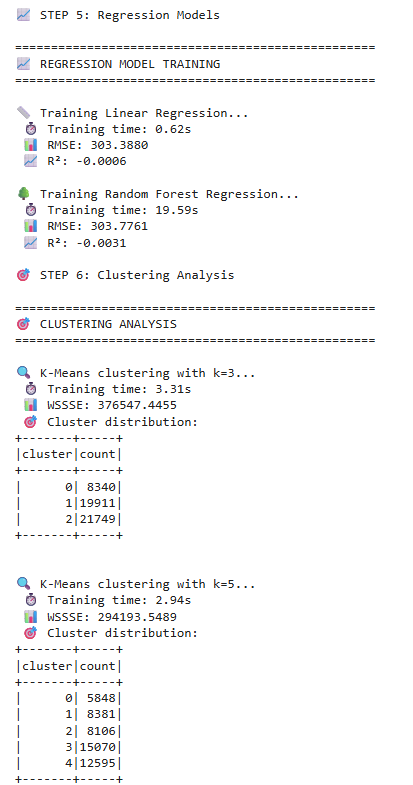 📈 STEP 5: Regression Models
==================================================
📈 REGRESSION MODEL TRAINING
==================================================
📏 Training Linear Regression...
⏱️ Training time: 0.62s
📊 RMSE: 303.3880
📈 R²: -0.0006
🌲 Training Random Forest Regression...
⏱️ Training time: 19.59s
📊 RMSE: 303.7761
📈 R²: -0.0031
🎯 STEP 6: Clustering Analysis
==================================================
🎯 CLUSTERING ANALYSIS
==================================================
🔍 K-Means clustering with k=3...
⏱️ Training time: 3.31s
📊 WSSSE: 376547.4455
🎯 Cluster distribution:
+-------+-----+
|cluster|count|
+-------+-----+
|      0| 8340|
|      1|19911|
|      2|21749|
+-------+-----+
🔍 K-Means clustering with k=5...
⏱️ Training time: 2.94s
📊 WSSSE: 294193.5489
🎯 Cluster distribution:
+-------+-----+
|cluster|count|
+-------+-----+
|      0| 5848|
|      1| 8381|
|      2| 8106|
|      3|15070|
|      4|12595|
+-------+-----+